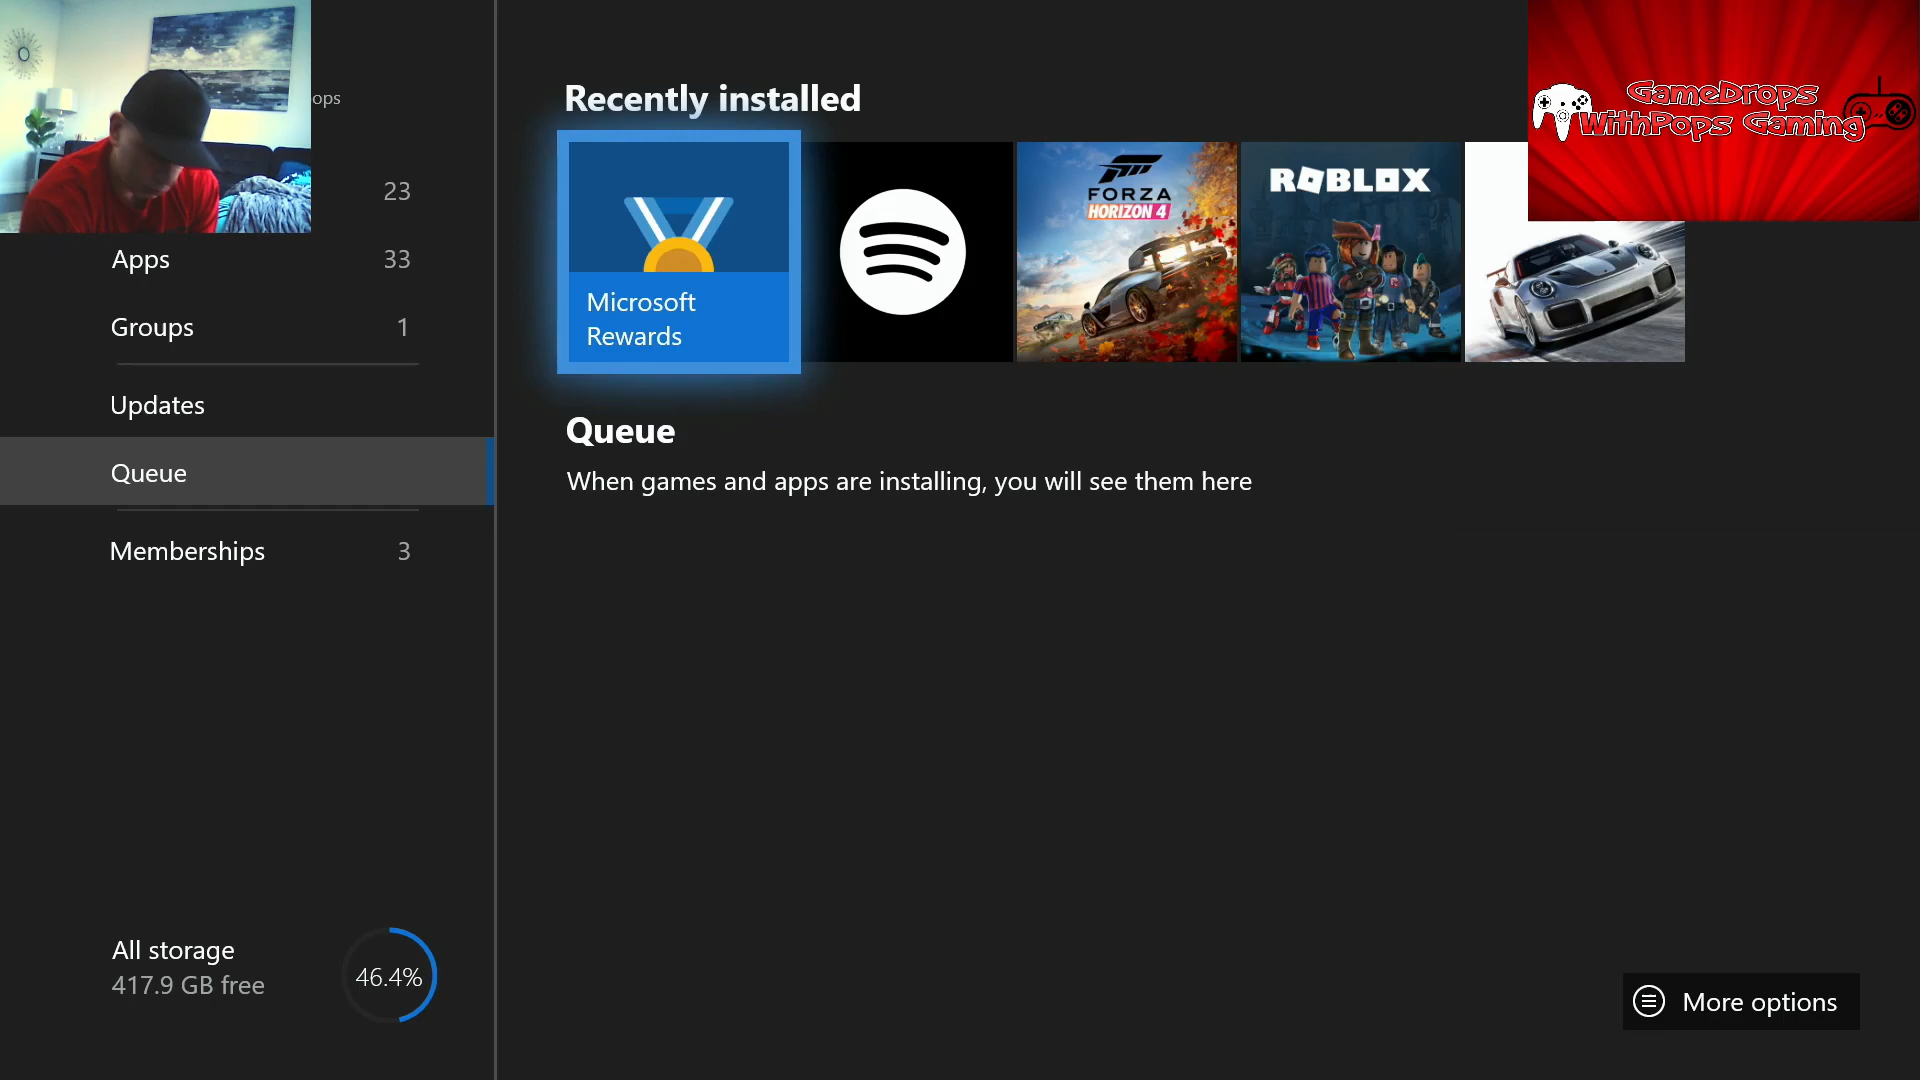 ops
23
Apps 33
Groups 1
Updates
Queue
Memberships 3
All storage
417.9 GB free
46.4%
Recently installed
Microsoft
Rewards
FORZA
HORIZON 4
ROBLOX
GameDrops
WithPops Gaming
Queue
When games and apps are installing, you will see them here
More options